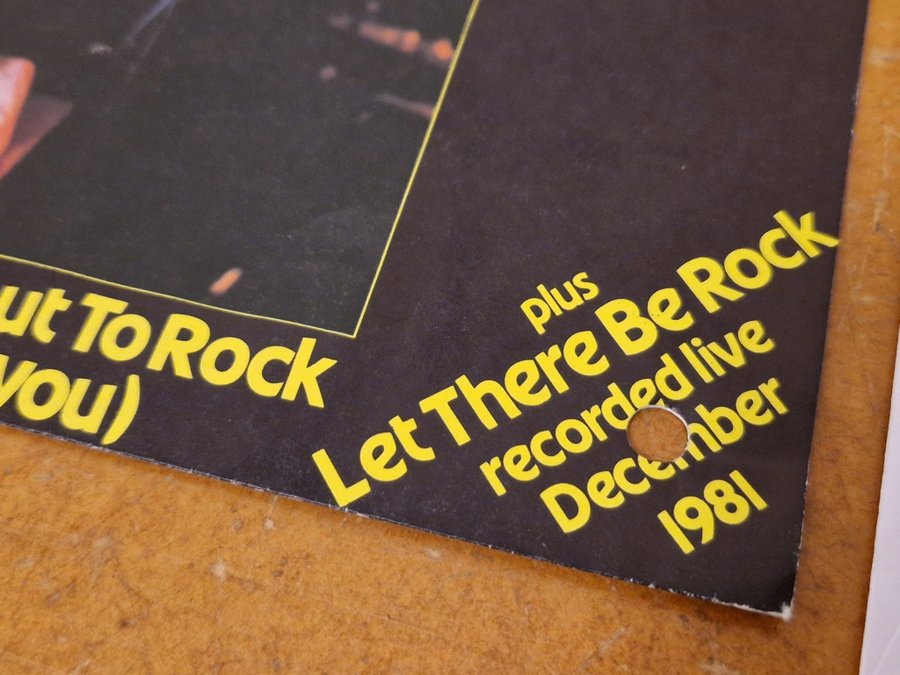 ut To Rock
you)
plus
Let There Be Rock
recorded live
December
1981